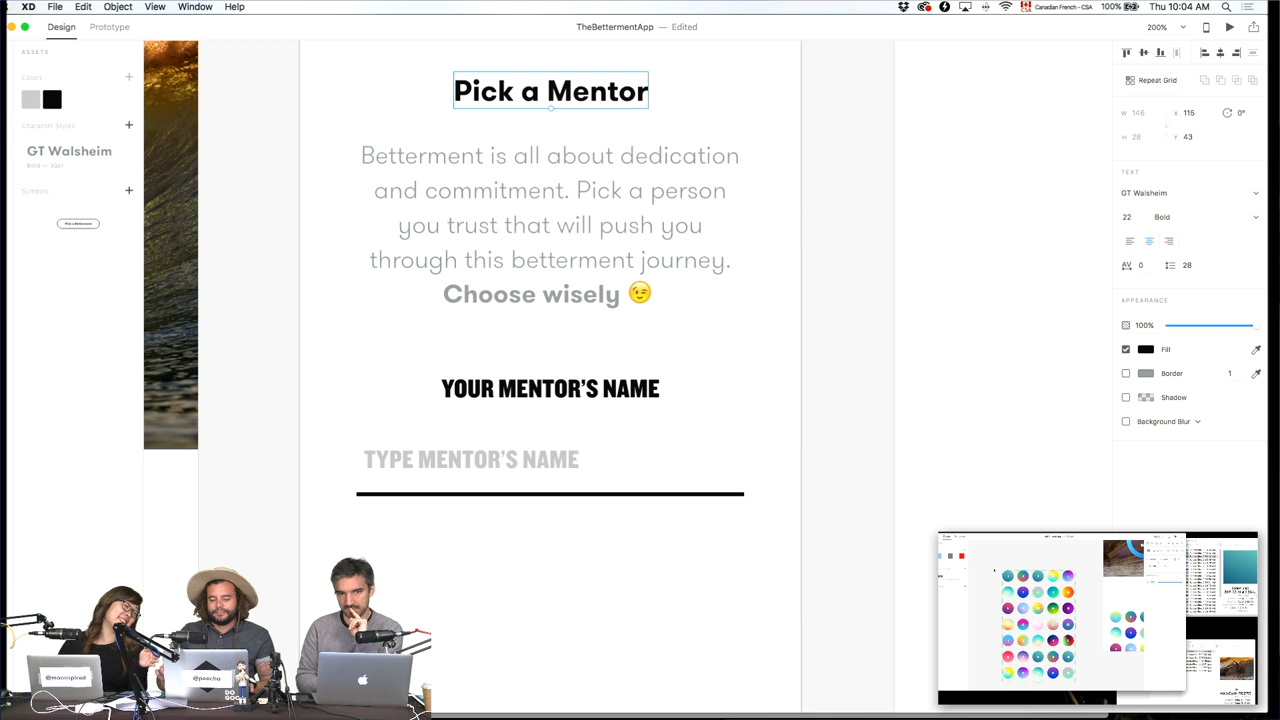 XD File Edit Object View Window Help
Canadian French - CSA 100% Thu 10:04 AM
Design Prototype
TheBettermentApp — Edited
200%
ASSETS
Colors
Character Styles
GT Walsheim
Symbols
Pick a Mentor
Betterment is all about dedication
and commitment. Pick a person
you trust that will push you
through this betterment journey.
Choose wisely 😉
YOUR MENTOR’S NAME
TYPE MENTOR’S NAME
Repeat Grid
W 146 X 115 0°
H 28 Y 43
TEXT
GT Walsheim
22 Bold
AV 0 28
APPEARANCE
100%
Fill
Border 1
Shadow
Background Blur
@moonspired
@peecho
DO
GOOD